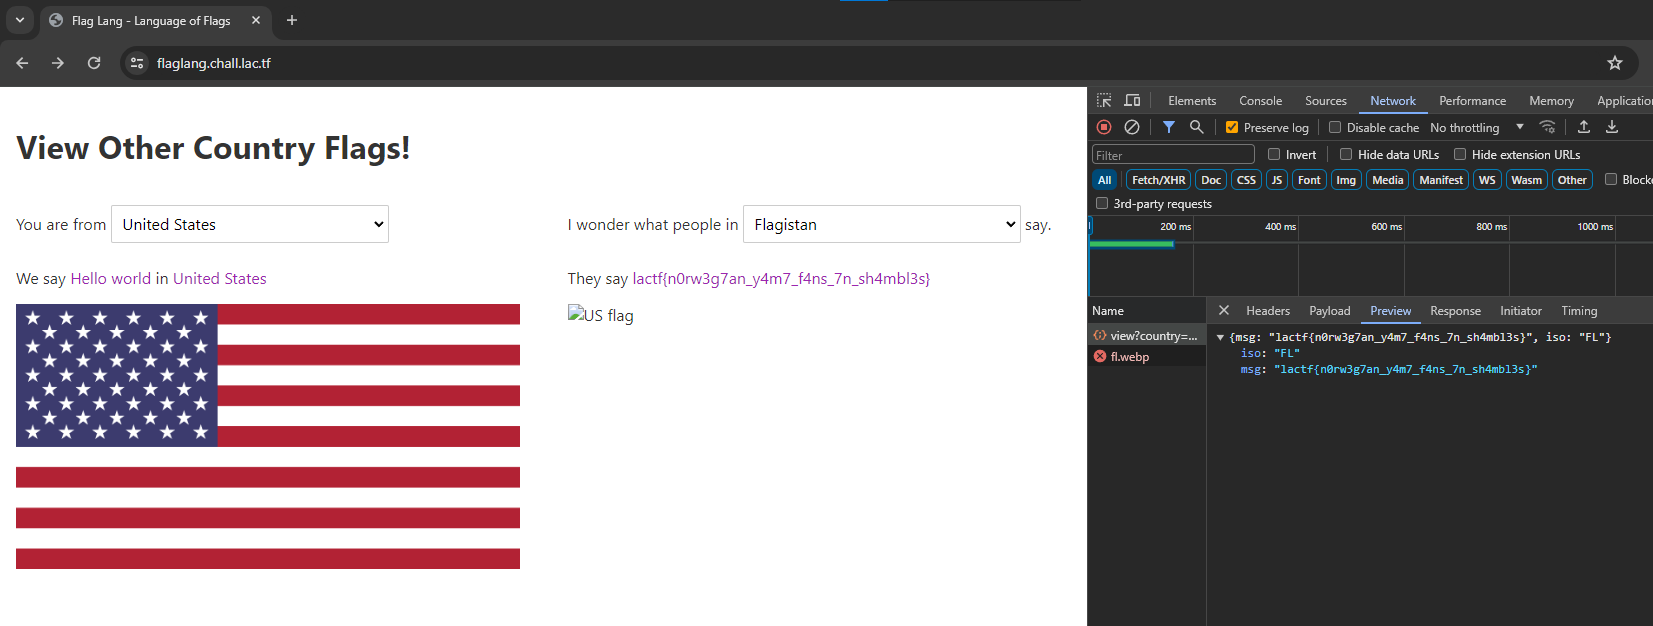 Flag Lang - Language of Flags
flaglang.chall.lac.tf
View Other Country Flags!
You are from United States
I wonder what people in Flagistan say.
We say Hello world in United States
They say lactf{n0rw3g7an_y4m7_f4ns_7n_sh4mbl3s}
US flag
Elements Console Sources Network Performance Memory Application
Preserve log Disable cache No throttling
Filter Invert Hide data URLs Hide extension URLs
All Fetch/XHR Doc CSS JS Font Img Media Manifest WS Wasm Other Blocke
3rd-party requests
200 ms 400 ms 600 ms 800 ms 1000 ms
Name Headers Payload Preview Response Initiator Timing
view?country=...
fl.webp
{msg: "lactf{n0rw3g7an_y4m7_f4ns_7n_sh4mbl3s}", iso: "FL"}
iso: "FL"
msg: "lactf{n0rw3g7an_y4m7_f4ns_7n_sh4mbl3s}"